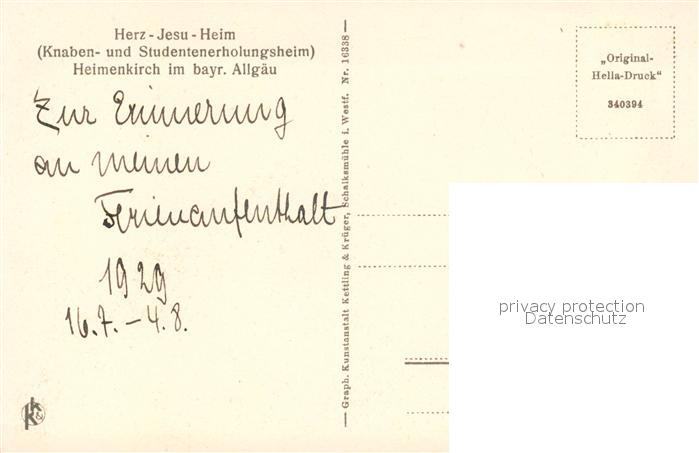 Herz-Jesu-Heim
(Knaben- und Studentenerholungsheim)
Heimenkirch im bayr. Allgäu
Zur Erinnerung
an meinen
Ferienaufenthalt
1929
16.7. – 4.8.
K & K
— Graph. Kunstanstalt Kettling & Krüger, Schalksmühle i. Westf. Nr. 16338 —
„Original-
Hella-Druck“
340394
privacy protection
Datenschutz